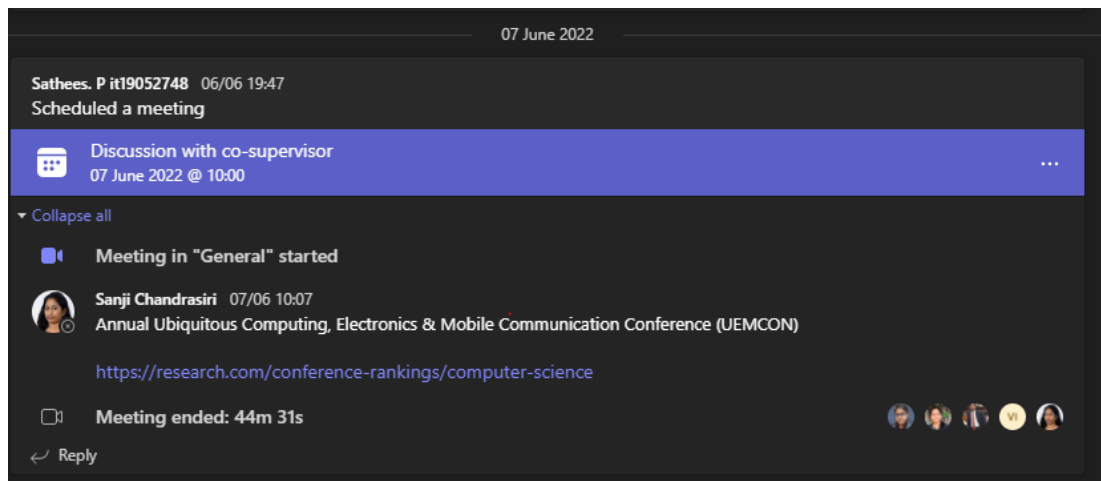 07 June 2022
Sathees. P it19052748 06/06 19:47
Scheduled a meeting
Discussion with co-supervisor
07 June 2022 @ 10:00
Collapse all
Meeting in "General" started
Sanji Chandrasiri 07/06 10:07
Annual Ubiquitous Computing, Electronics & Mobile Communication Conference (UEMCON)
https://research.com/conference-rankings/computer-science
Meeting ended: 44m 31s
VI
Reply